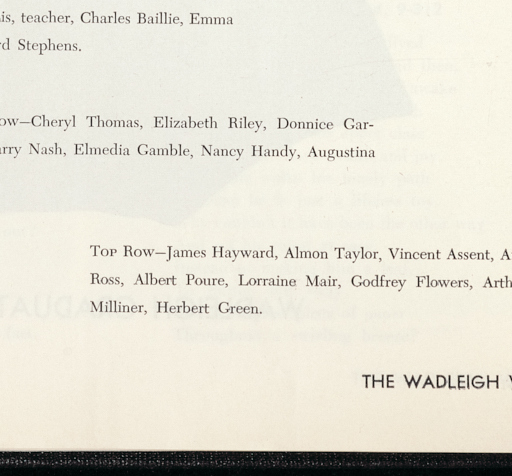 is, teacher, Charles Baillie, Emma
d Stephens.
ow—Cheryl Thomas, Elizabeth Riley, Donnice Gar-
rry Nash, Elmedia Gamble, Nancy Handy, Augustina
Top Row—James Hayward, Almon Taylor, Vincent Assent, A
Ross, Albert Poure, Lorraine Mair, Godfrey Flowers, Arth
Milliner, Herbert Green.
THE WADLEIGH